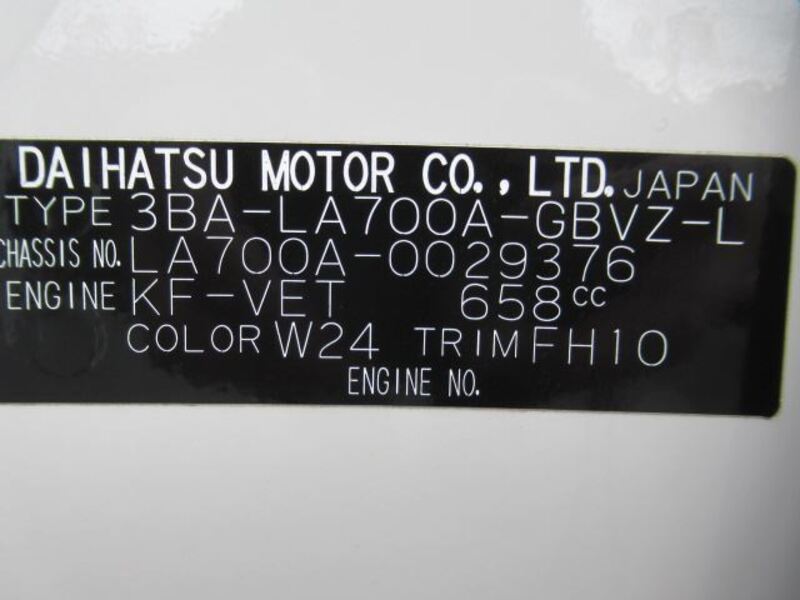 DAIHATSU MOTOR CO., LTD. JAPAN
TYPE 3BA-LA700A-GBVZ-L
CHASSIS NO. LA700A-0029376
ENGINE KF-VET 658cc
COLOR W24 TRIM FH10
ENGINE NO.